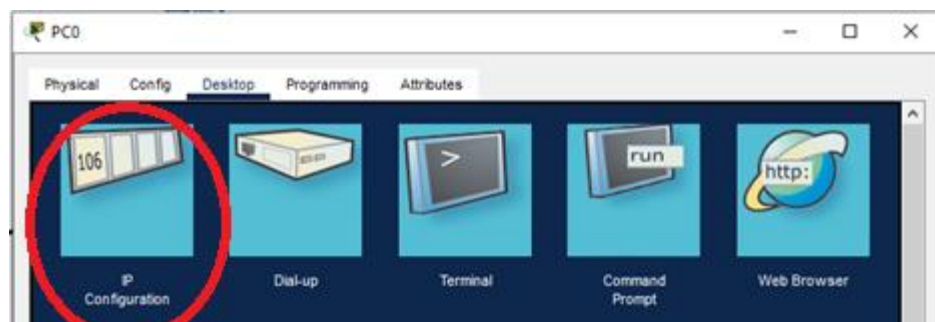 PC0
Physical Config Desktop Programming Attributes
106
>
run
http:
IP
Configuration
Dial-up
Terminal
Command
Prompt
Web Browser